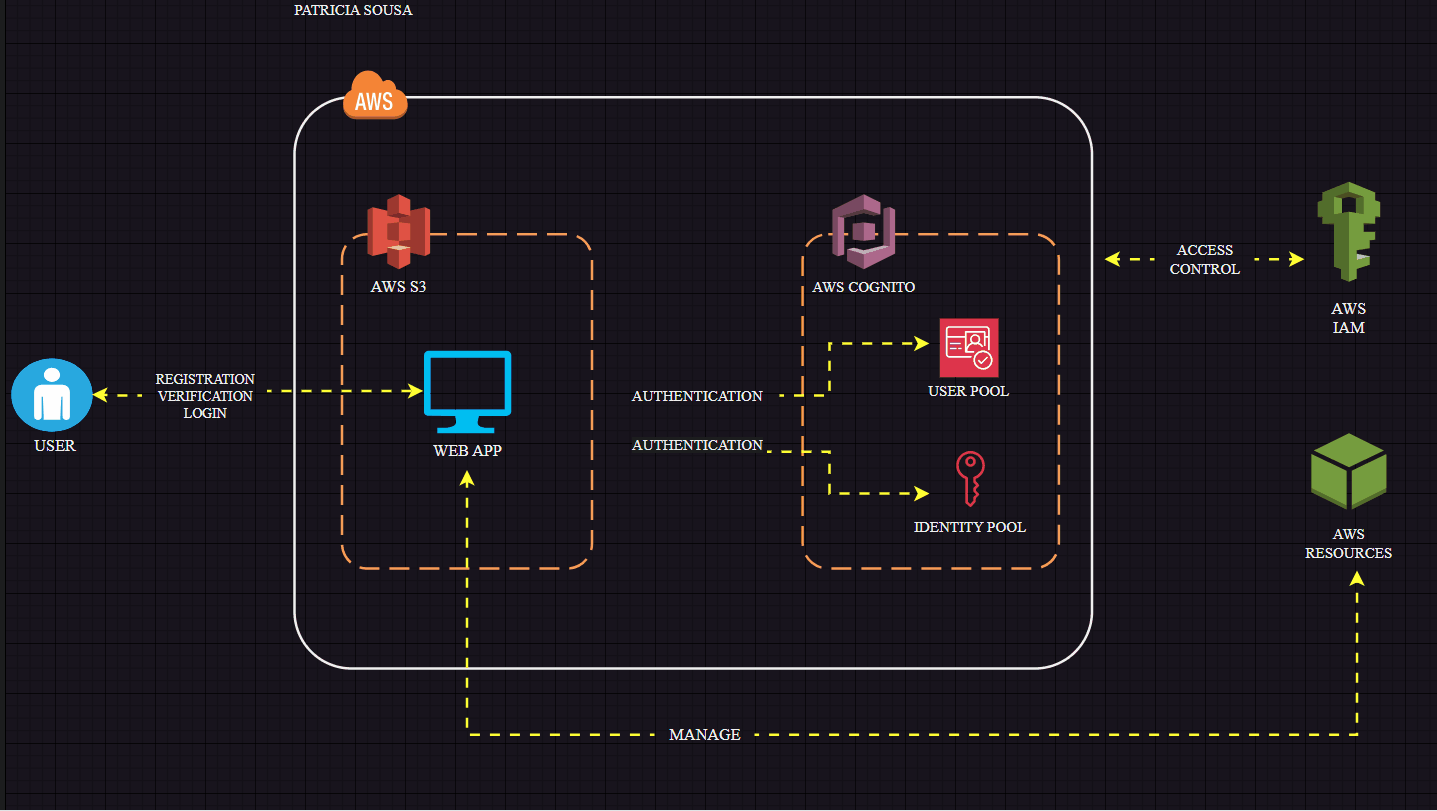 PATRICIA SOUSA
AWS
AWS S3
AWS COGNITO
ACCESS
CONTROL
AWS
IAM
REGISTRATION
VERIFICATION
LOGIN
USER
WEB APP
AUTHENTICATION
USER POOL
AUTHENTICATION
IDENTITY POOL
AWS
RESOURCES
MANAGE